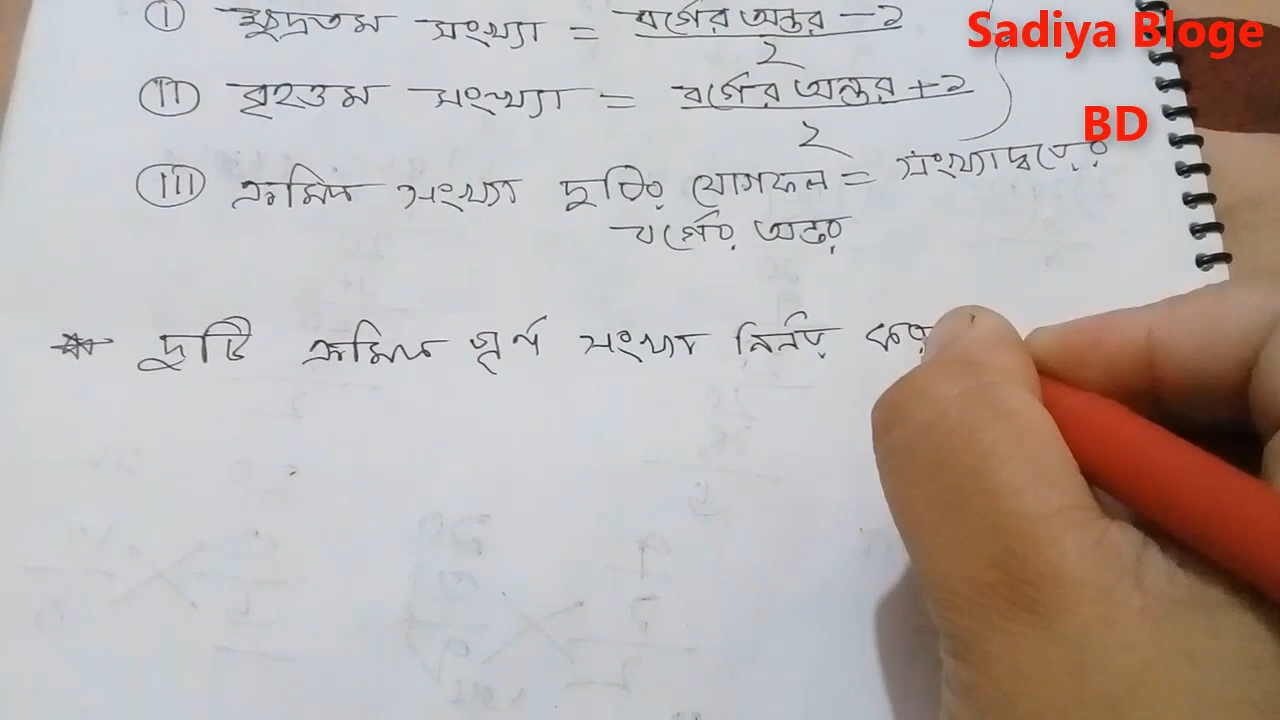 Sadiya Bloge
BD
(I) ক্ষুদ্রতম সংখ্যা = বর্গের অন্তর - ১ / ২
(II) বৃহত্তম সংখ্যা = বর্গের অন্তর + ১ / ২
(III) ক্রমিক সংখ্যা দুটির যোগফল = সংখ্যাদ্বয়ের
বর্গের অন্তর
* দুটি ক্রমিক পূর্ণ সংখ্যা নির্ণয় কর